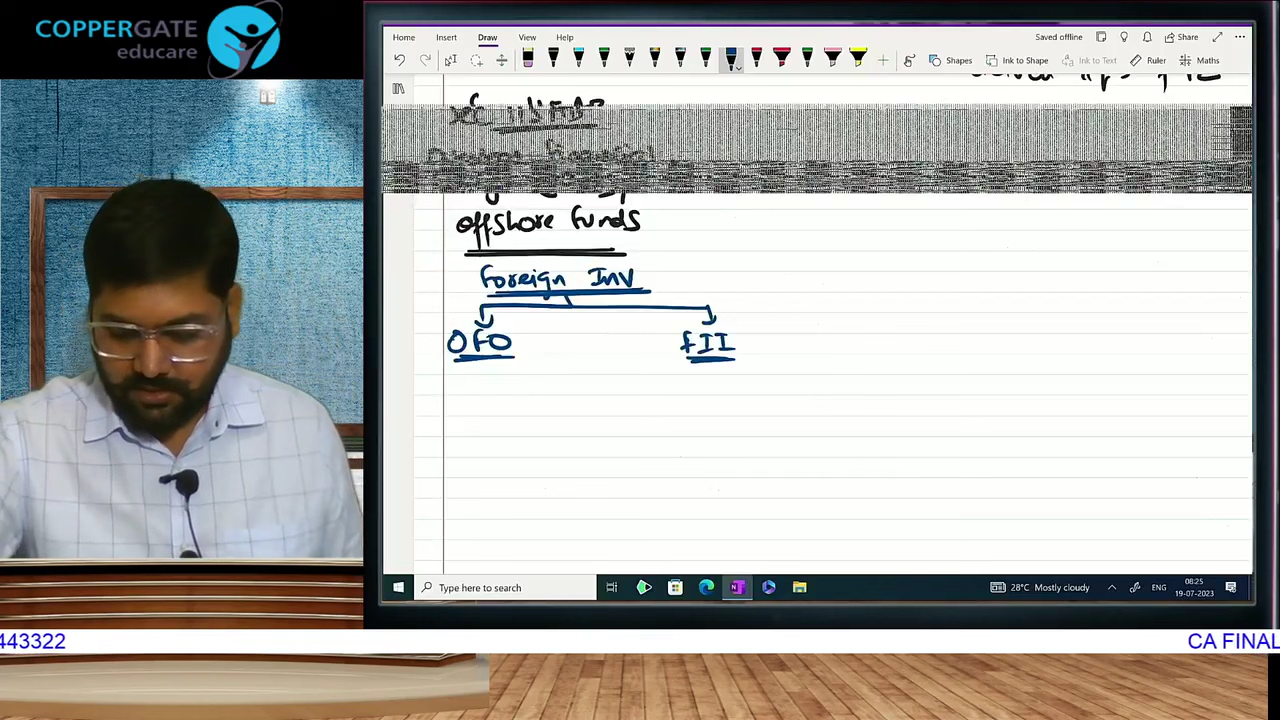 COPPERGATE
educare
Home Insert Draw View Help
Saved offline
Share
Shapes Ink to Shape Ink to Text Ruler Maths
offshore funds
Foreign Inv
OFO FII
Type here to search
28°C Mostly cloudy
ENG
08:25
19-07-2023
443322
CA FINAL